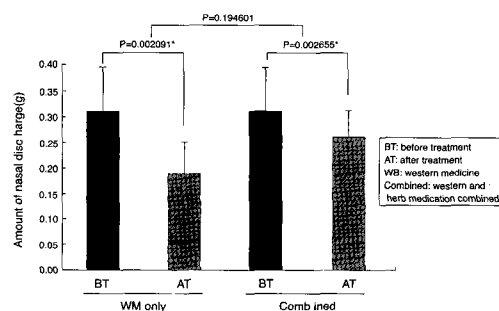 P=0.194601
P=0.002091*
P=0.002655*
Amount of nasal disc harge(g)
0.40
0.35
0.30
0.25
0.20
0.15
0.10
0.05
0.00
BT
AT
BT
AT
WM only
Comb ined
BT: before treatment
AT: after treatment
WB: western medicine
Combined: western and
herb medication combined